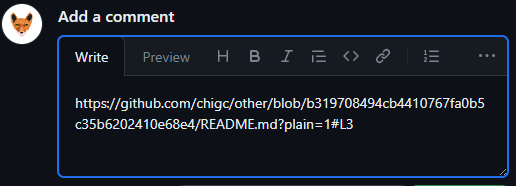 Add a comment
Write
Preview
https://github.com/chigc/other/blob/b319708494cb4410767fa0b5
c35b6202410e68e4/README.md?plain=1#L3